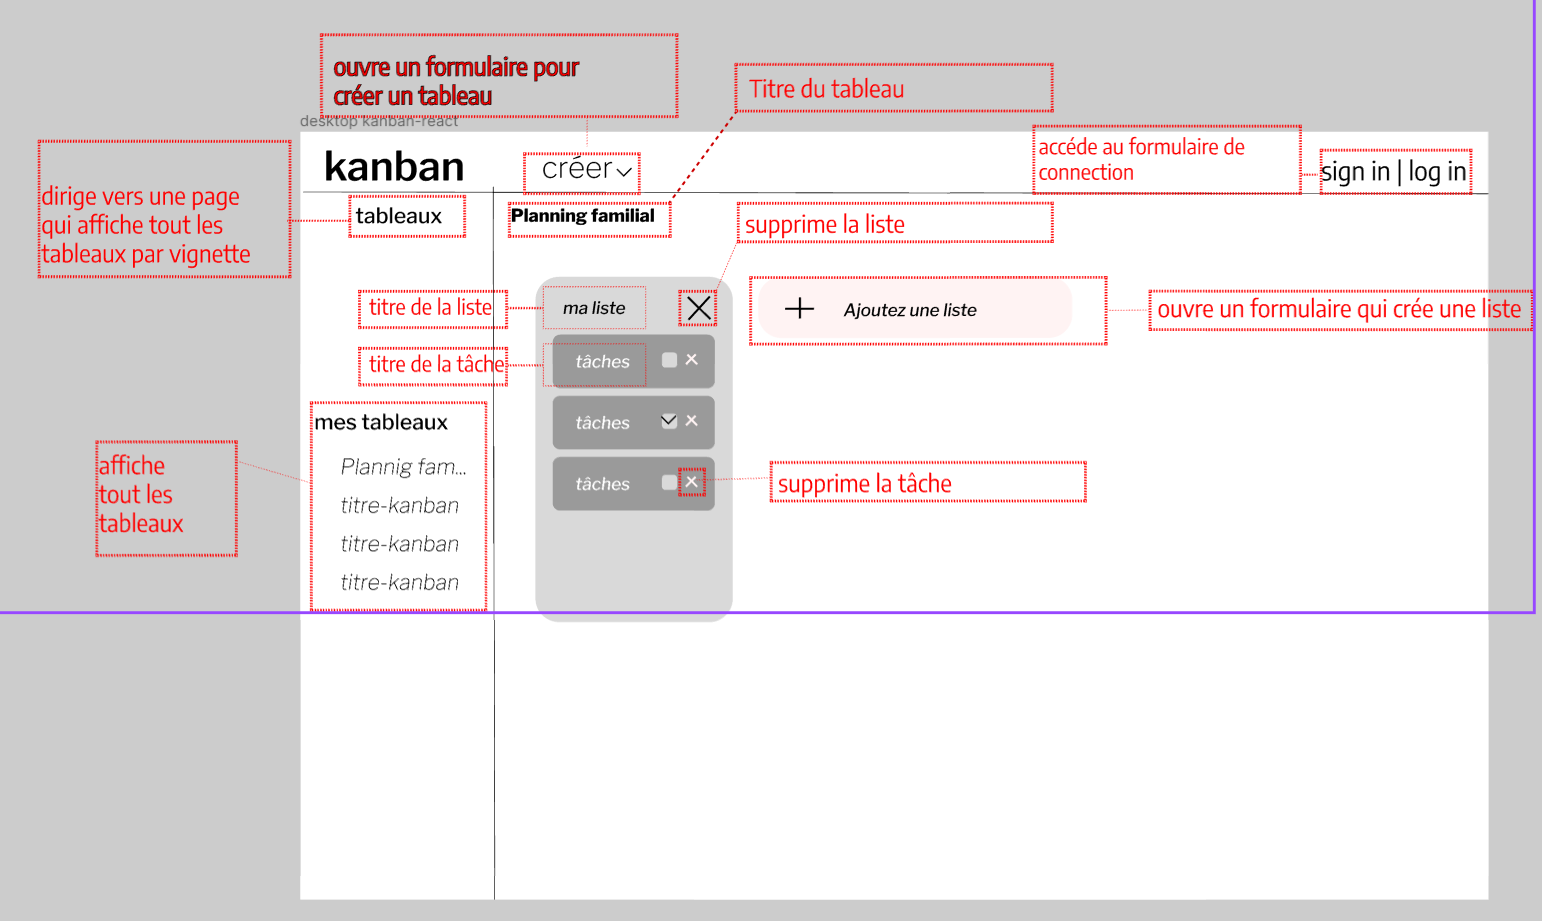 ouvre un formulaire pour
créer un tableau
Titre du tableau
desktop kanban-react
kanban
créer
accéde au formulaire de
connection
sign in | log in
dirige vers une page
qui affiche tout les
tableaux par vignette
tableaux
Planning familial
supprime la liste
titre de la liste
ma liste
Ajoutez une liste
ouvre un formulaire qui crée une liste
titre de la tâche
tâches
mes tableaux
tâches
affiche
tout les
tableaux
Plannig fam...
titre-kanban
titre-kanban
titre-kanban
tâches
supprime la tâche